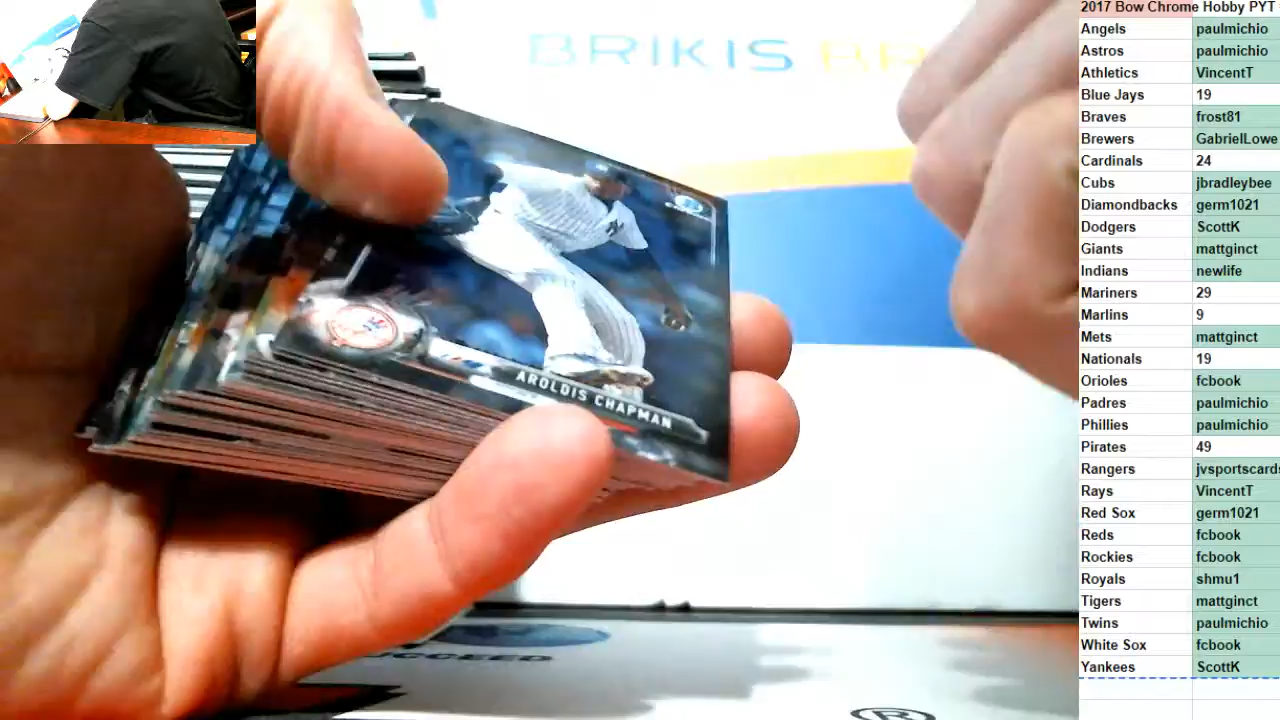 BRIKIS BR
AROLDIS CHAPMAN
UCCEED
®
2017 Bow Chrome Hobby PYT
Angels paulmichio
Astros paulmichio
Athletics VincentT
Blue Jays 19
Braves frost81
Brewers GabrielLowe
Cardinals 24
Cubs jbradleybee
Diamondbacks germ1021
Dodgers ScottK
Giants mattginct
Indians newlife
Mariners 29
Marlins 9
Mets mattginct
Nationals 19
Orioles fcbook
Padres paulmichio
Phillies paulmichio
Pirates 49
Rangers jvsportscards
Rays VincentT
Red Sox germ1021
Reds fcbook
Rockies fcbook
Royals shmu1
Tigers mattginct
Twins paulmichio
White Sox fcbook
Yankees ScottK